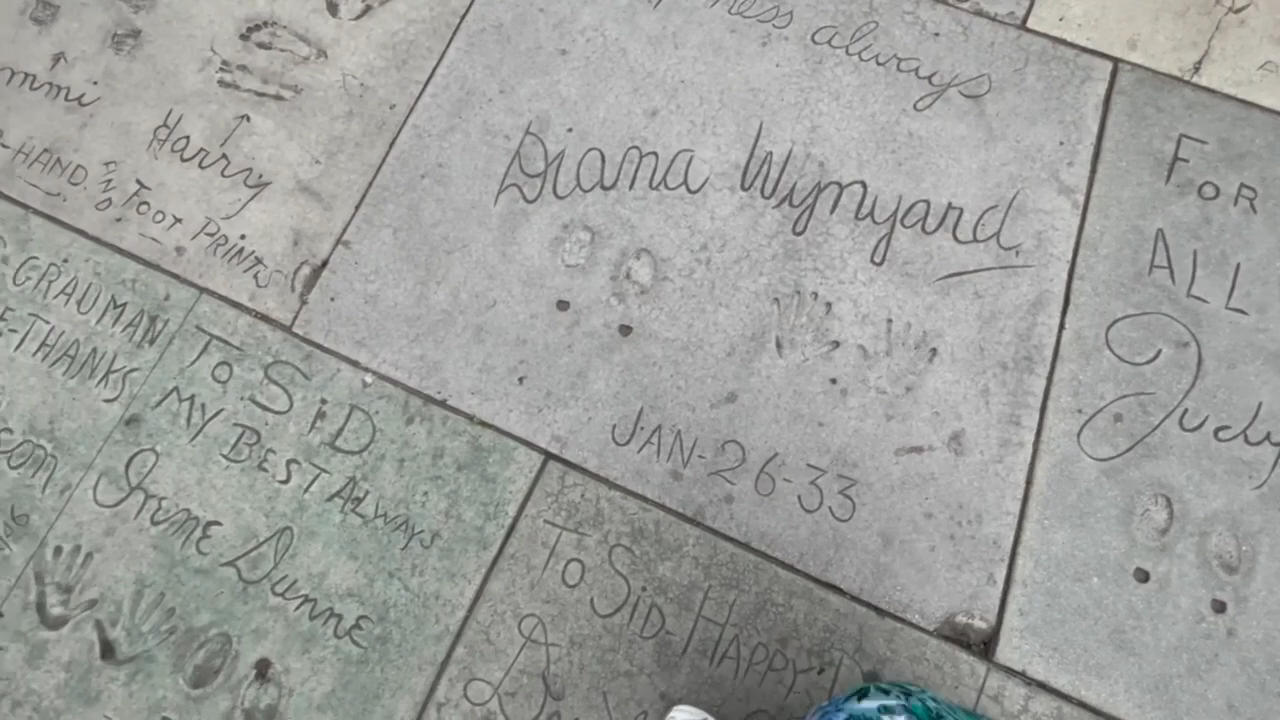 always
Diana Wynyard.
JAN-26-33
Harry
-HAND. AND FOOT PRINTS
GRAUMAN
E-THANKS
TO SiD
MY BEST ALWAYS
Irene Dunne
TO SID-HAPPY
FOR
ALL
Judy